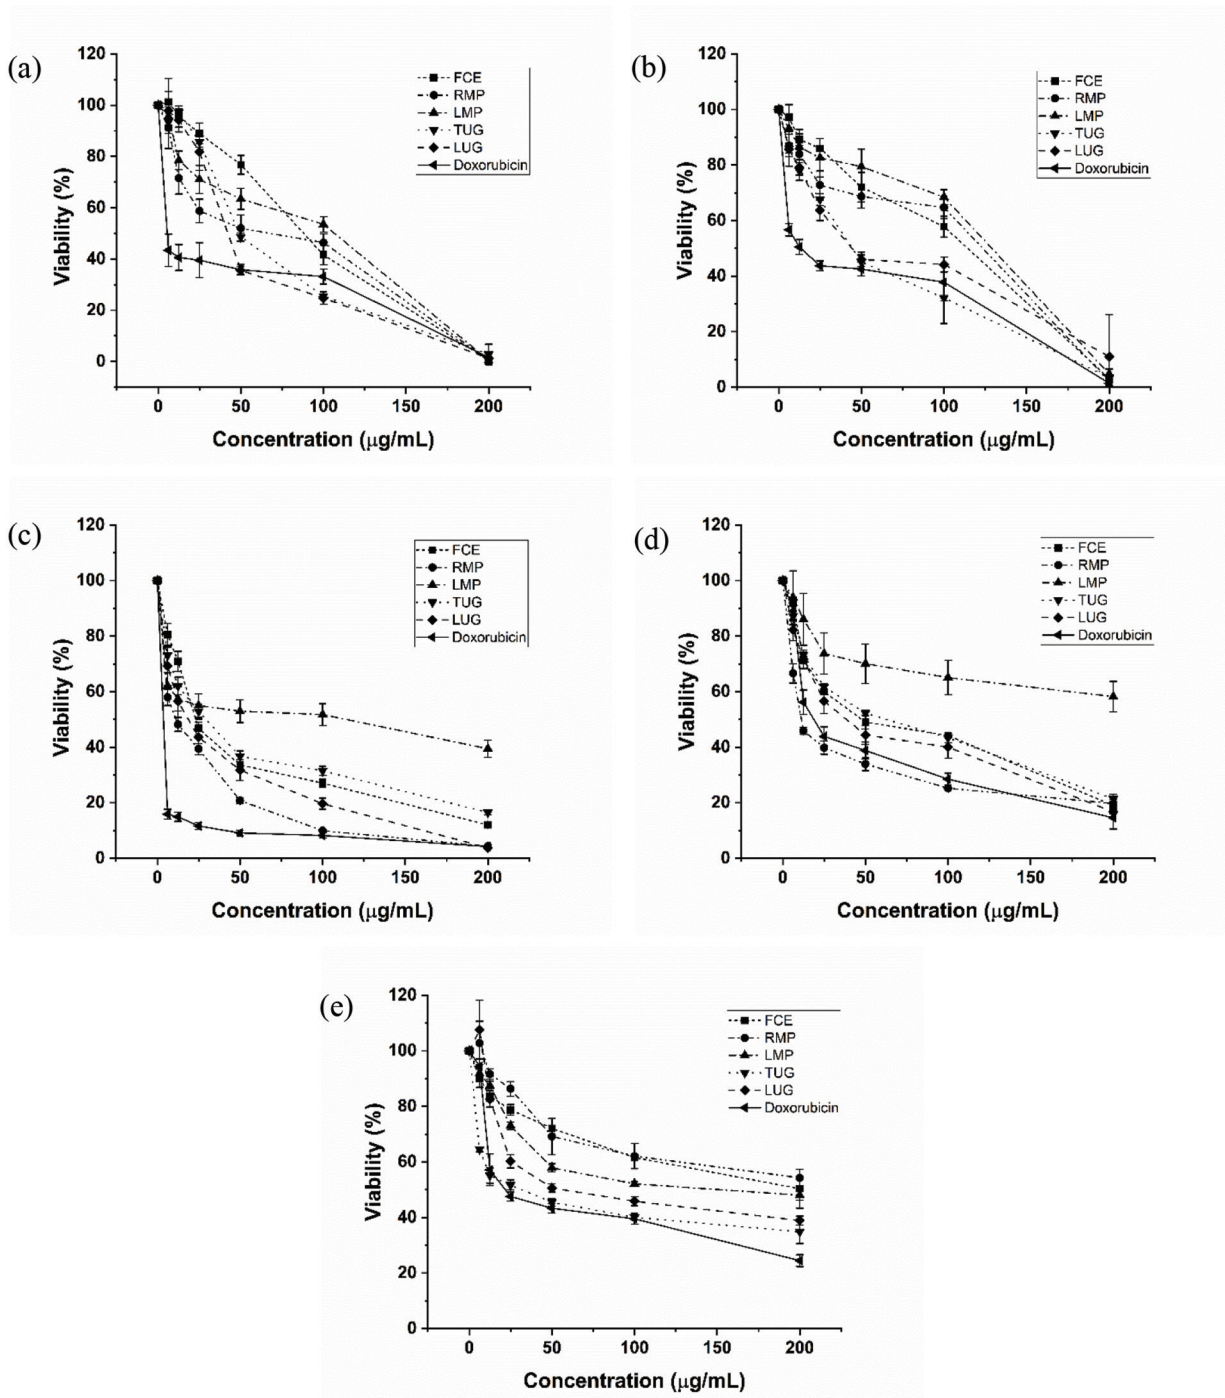 (a)
120
100
80
60
40
20
0
Viability (%)
FCE
RMP
LMP
TUG
LUG
Doxorubicin
0 50 100 150 200
Concentration (μg/mL)
(b)
120
100
80
60
40
20
0
Viability (%)
FCE
RMP
LMP
TUG
LUG
Doxorubicin
0 50 100 150 200
Concentration (μg/mL)
(c)
120
100
80
60
40
20
0
Viability (%)
FCE
RMP
LMP
TUG
LUG
Doxorubicin
0 50 100 150 200
Concentration (μg/mL)
(d)
120
100
80
60
40
20
0
Viability (%)
FCE
RMP
LMP
TUG
LUG
Doxorubicin
0 50 100 150 200
Concentration (μg/mL)
(e)
120
100
80
60
40
20
0
Viability (%)
FCE
RMP
LMP
TUG
LUG
Doxorubicin
0 50 100 150 200
Concentration (μg/mL)